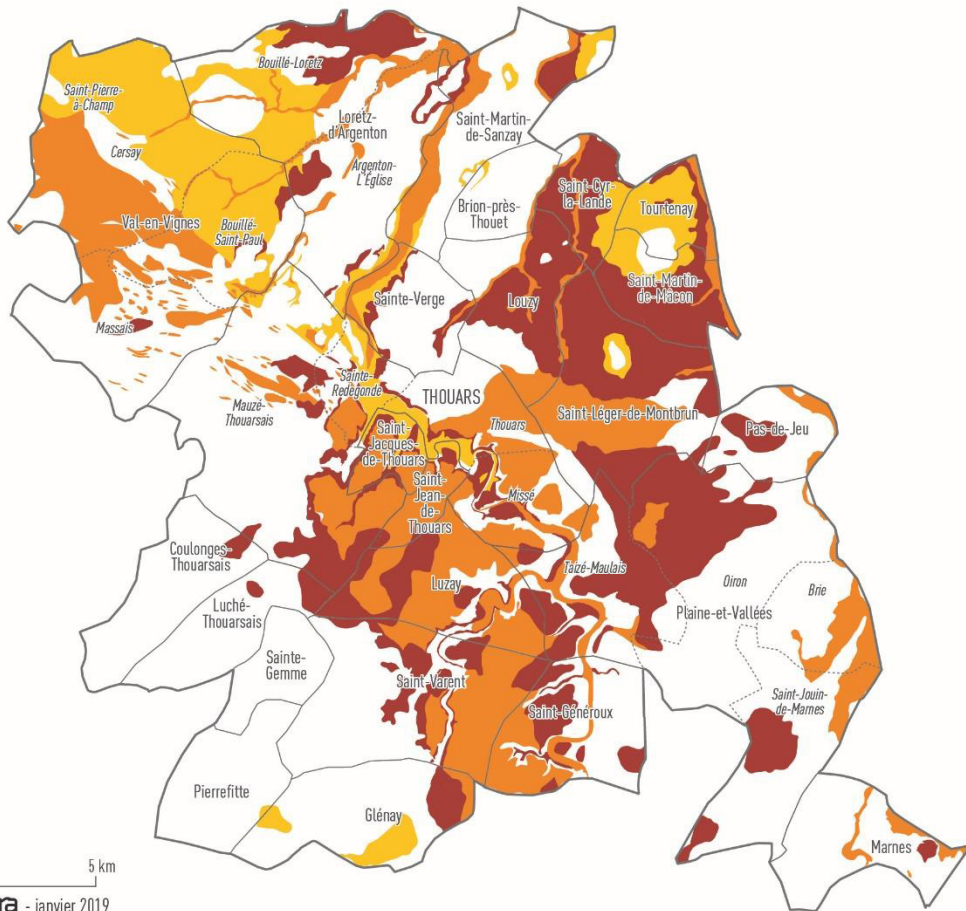 Bouillé-Loretz
Saint-Pierre-
à-Champ
Loretz-
d'Argenton
Saint-Martin-
de-Sanzay
Cersay
Argenton-
L'Église
Saint-Cyr-
la-Lande
Tourtenay
Brion-près-
Thouet
Val-en-Vignes
Bouillé-
Saint-Paul
Saint-Martin-
de-Mâcon
Sainte-Verge
Louzy
Massais
Sainte-
Redegonde
THOUARS
Mauzé-
Thouarsais
Saint-Léger-de-Montbrun
Thouars
Pas-de-Jeu
Saint-
Jacques-
de-Thouars
Saint-
Jean-
de-
Thouars
Missé
Coulonges-
Thouarsais
Taizé-Maulais
Oiron
Brie
Luzay
Luché-
Thouarsais
Plaine-et-Vallées
Sainte-
Gemme
Saint-Varent
Saint-Jouin-
de-Marnes
Saint-Généroux
Pierrefitte
Glénay
Marnes
5 km
- janvier 2019